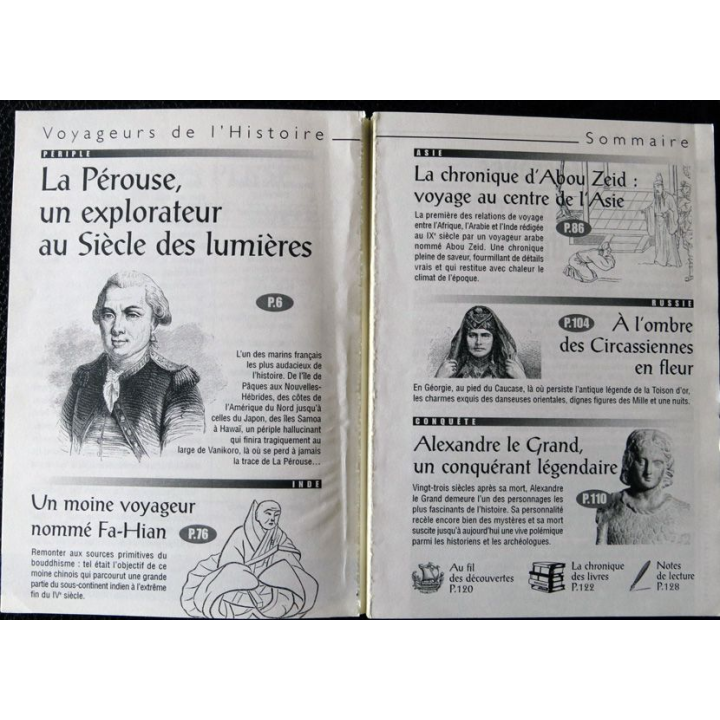 Voyageurs de l'Histoire
PÉRIPLE
La Pérouse,
un explorateur
au Siècle des lumières
P.6
L'un des marins français
les plus audacieux de
l'histoire. De l'île de
Pâques aux Nouvelles-
Hébrides, des côtes de
l'Amérique du Nord jusqu'à
celles du Japon, des îles Samoa
à Hawaï, un périple hallucinant
qui finira tragiquement au
large de Vanikoro, là où se perd à jamais
la trace de La Pérouse...
INDE
Un moine voyageur
nommé Fa-Hian
P.76
Remonter aux sources primitives du
bouddhisme : tel était l'objectif de ce
moine chinois qui parcourut une grande
partie du sous-continent indien à l'extrême
fin du IVe siècle.
Sommaire
ASIE
La chronique d'Abou Zeid :
voyage au centre de l'Asie
La première des relations de voyage
entre l'Afrique, l'Arabie et l'Inde rédigée
au IXe siècle par un voyageur arabe
nommé Abou Zeid. Une chronique
pleine de saveur, fourmillant de détails
vrais et qui restitue avec chaleur le
climat de l'époque.
P.86
RUSSIE
P.104
À l'ombre
des Circassiennes
en fleur
En Géorgie, au pied du Caucase, là où persiste l'antique légende de la Toison d'or,
les charmes exquis des danseuses orientales, dignes figures des Mille et une nuits.
CONQUÊTE
Alexandre le Grand,
un conquérant légendaire
Vingt-trois siècles après sa mort, Alexandre
le Grand demeure l'un des personnages les
plus fascinants de l'histoire. Sa personnalité
recèle encore bien des mystères et sa mort
suscite jusqu'à aujourd'hui une vive polémique
parmi les historiens et les archéologues.
P.110
Au fil
des découvertes
P.120
La chronique
des livres
P.122
Notes
de lecture
P.128